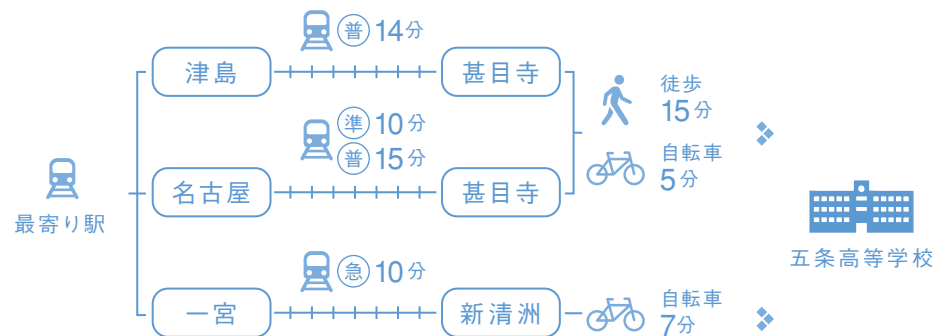 普 14分
津島
甚目寺
徒歩
15分
準 10分
普 15分
自転車
5分
名古屋
甚目寺
最寄り駅
五条高等学校
急 10分
一宮
新清洲
自転車
7分